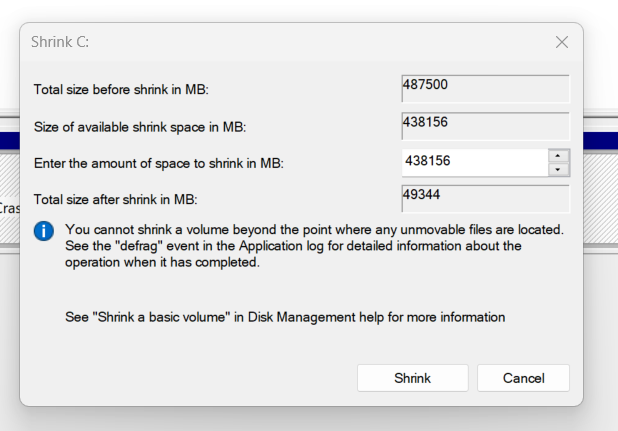 Shrink C:
Total size before shrink in MB: 487500
Size of available shrink space in MB: 438156
Enter the amount of space to shrink in MB: 438156
Total size after shrink in MB: 49344
You cannot shrink a volume beyond the point where any unmovable files are located.
See the "defrag" event in the Application log for detailed information about the
operation when it has completed.
See "Shrink a basic volume" in Disk Management help for more information
Shrink Cancel